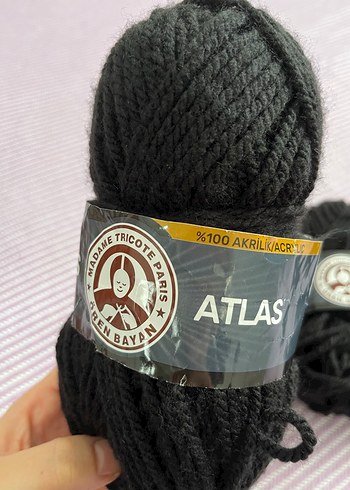 %100 AKRİLİK/ACRYLIC
MADAME TRICOTE PARIS
ÖREN BAYAN
ATLAS